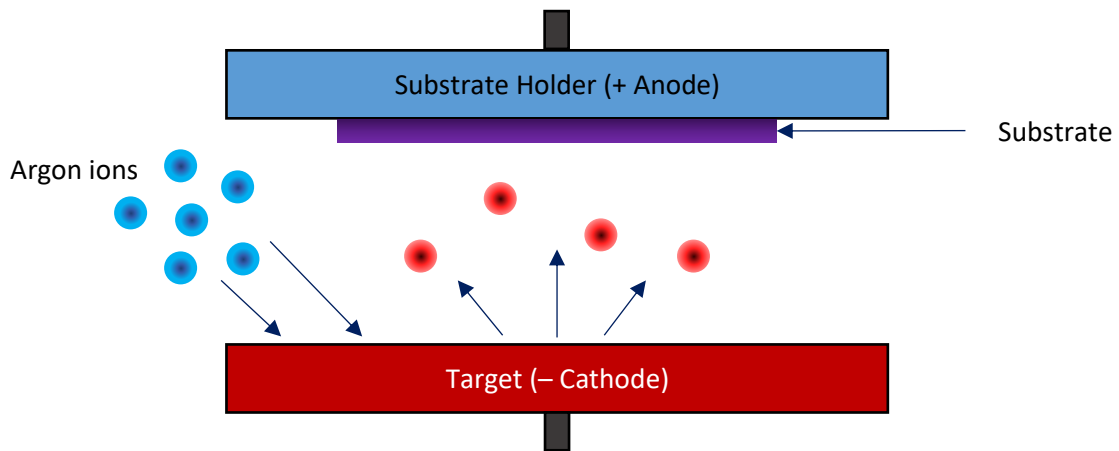 Substrate Holder (+ Anode)
Substrate
Argon ions
Target (– Cathode)